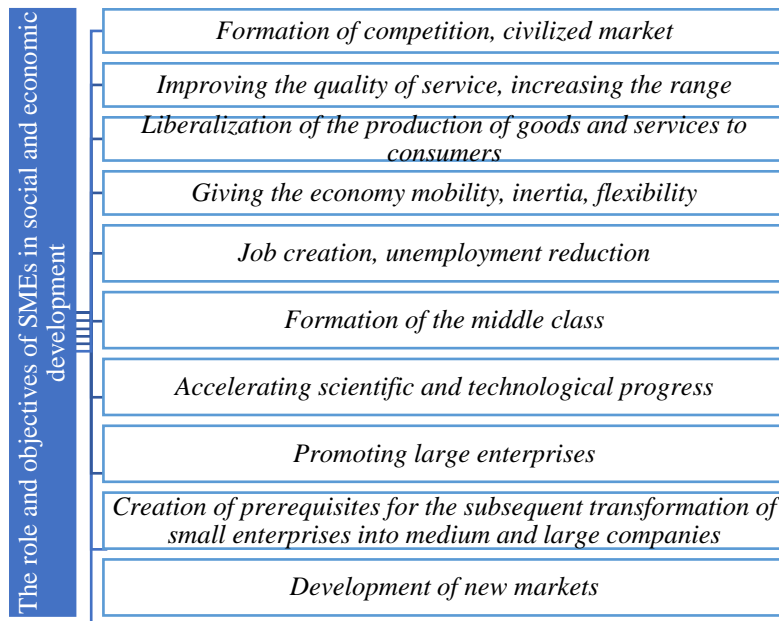 The role and objectives of SMEs in social and economic
development
Formation of competition, civilized market
Improving the quality of service, increasing the range
Liberalization of the production of goods and services to
consumers
Giving the economy mobility, inertia, flexibility
Job creation, unemployment reduction
Formation of the middle class
Accelerating scientific and technological progress
Promoting large enterprises
Creation of prerequisites for the subsequent transformation of
small enterprises into medium and large companies
Development of new markets